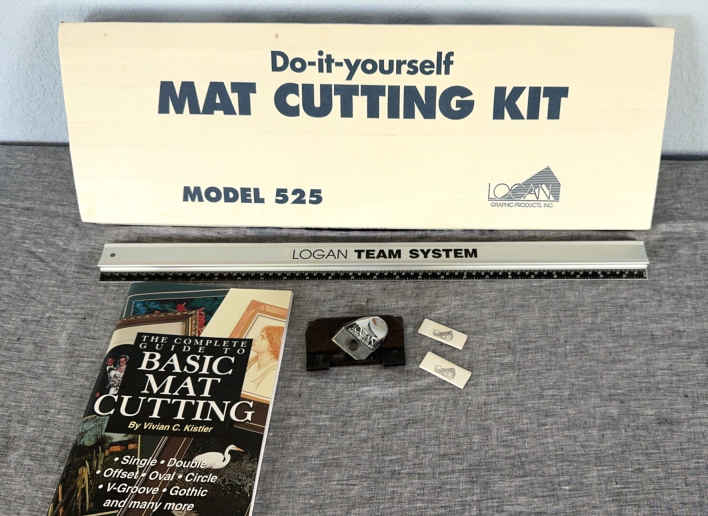 Do-it-yourself
MAT CUTTING KIT
MODEL 525
LOGAN
GRAPHIC PRODUCTS, INC.
LOGAN TEAM SYSTEM
THE COMPLETE
GUIDE TO
BASIC
MAT
CUTTING
By Vivian C. Kistler
• Single • Double
• Offset • Oval • Circle
• V-Groove • Gothic
and many more